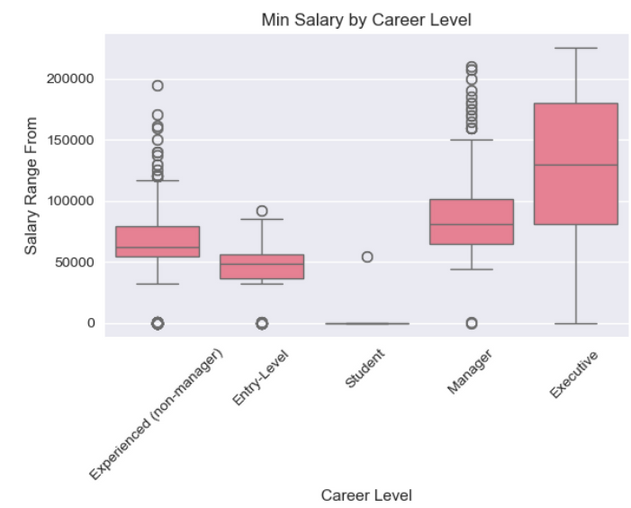 Min Salary by Career Level
Salary Range From
200000
150000
100000
50000
0
Experienced (non-manager)
Entry-Level
Student
Manager
Executive
Career Level